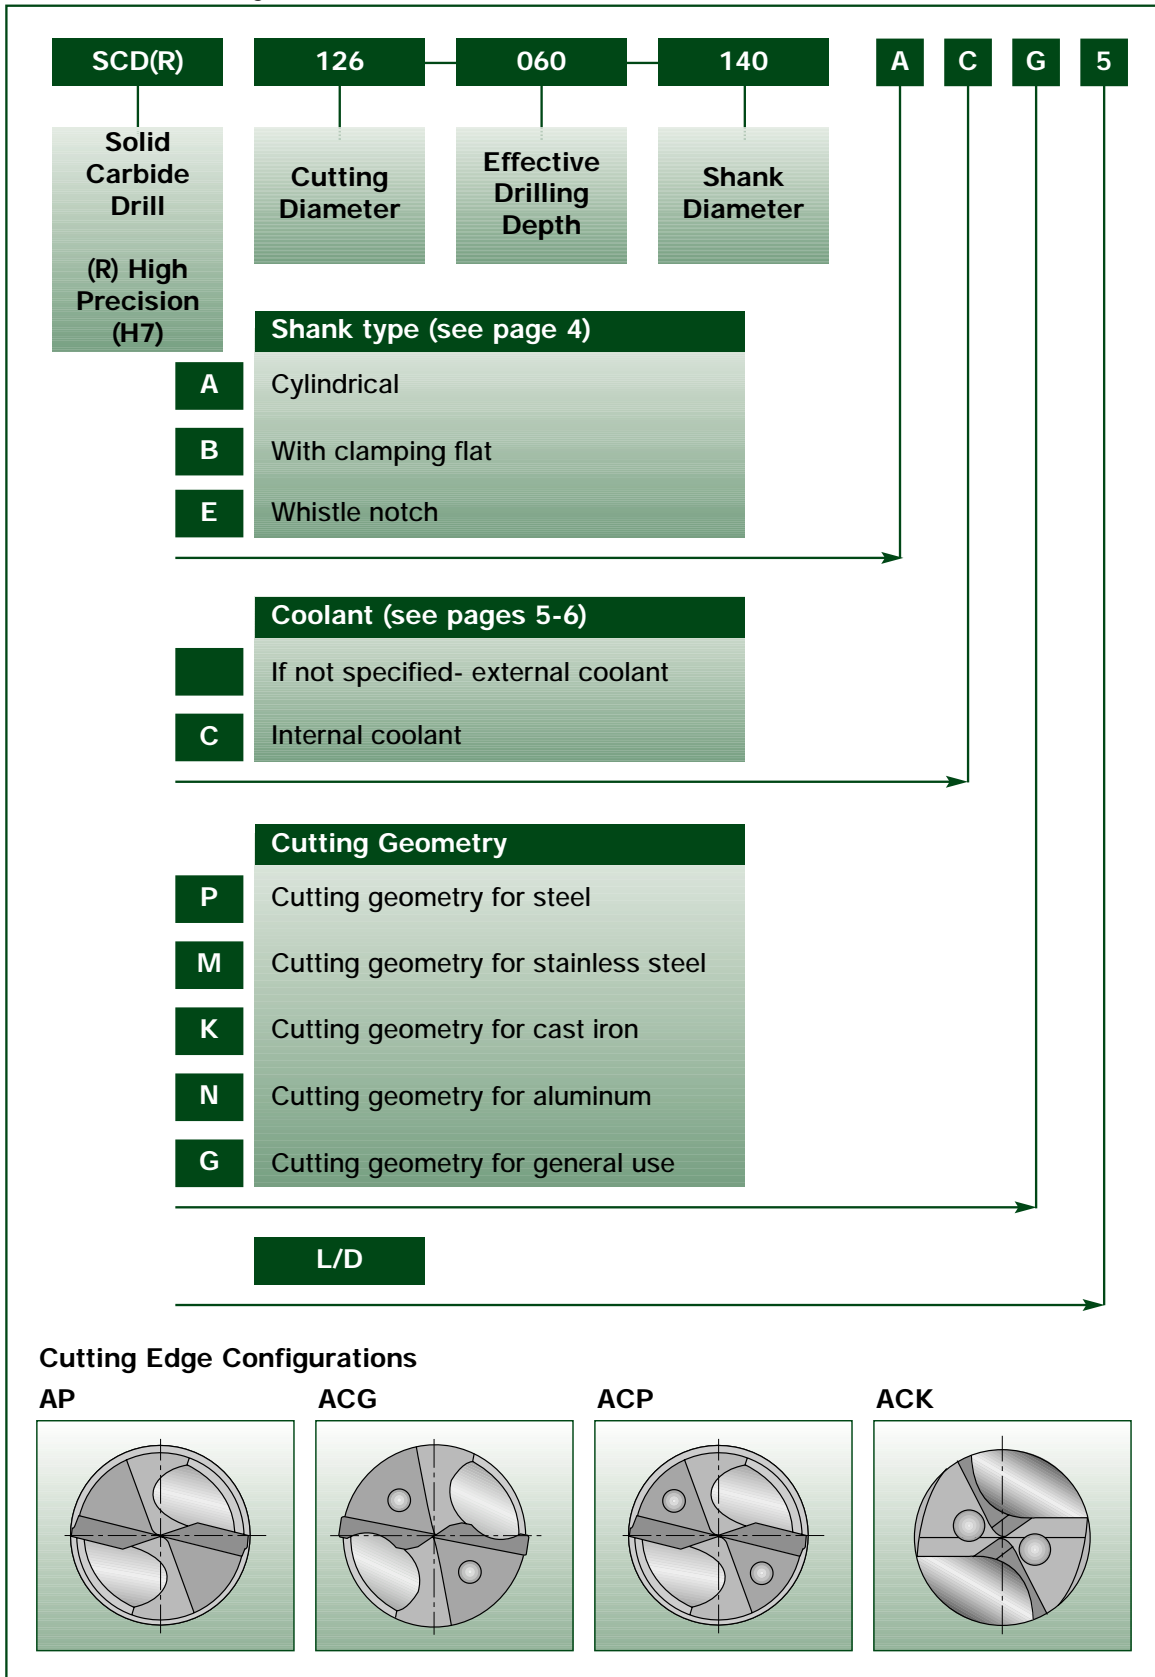 SCD(R) 126 060 140 A C G 5
Solid
Carbide
Drill
(R) High
Precision
(H7)
Cutting
Diameter
Effective
Drilling
Depth
Shank
Diameter
Shank type (see page 4)
A Cylindrical
B With clamping flat
E Whistle notch
Coolant (see pages 5-6)
If not specified- external coolant
C Internal coolant
Cutting Geometry
P Cutting geometry for steel
M Cutting geometry for stainless steel
K Cutting geometry for cast iron
N Cutting geometry for aluminum
G Cutting geometry for general use
L/D
Cutting Edge Configurations
AP ACG ACP ACK